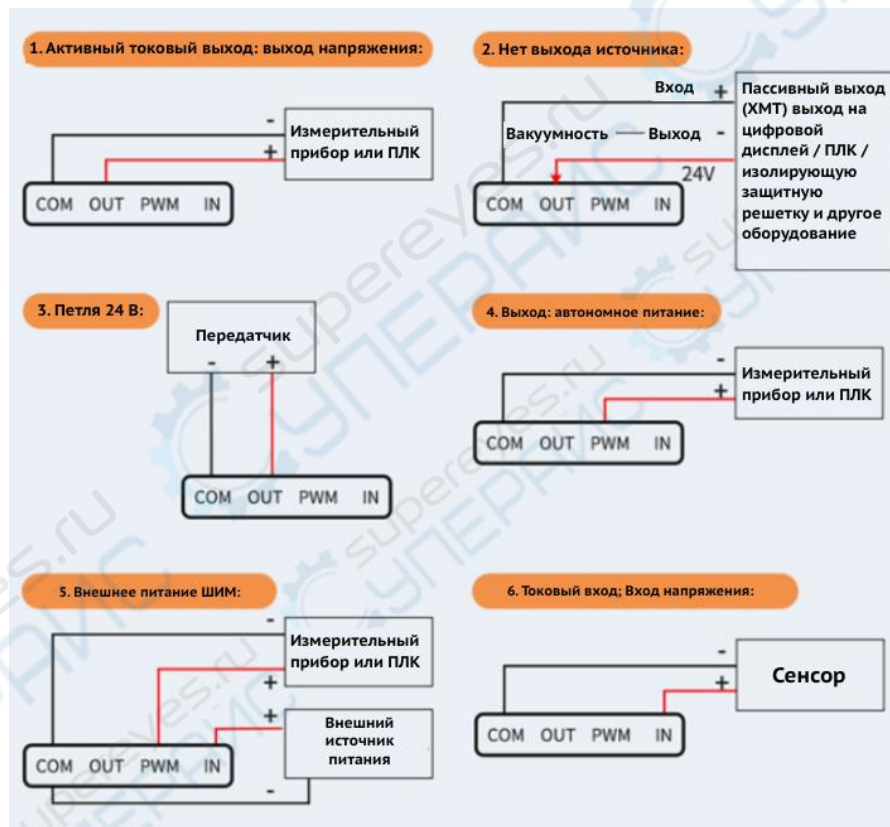 1. Активный токовый выход: выход напряжения:
-
+
Измерительный
прибор или ПЛК
COM OUT PWM IN
2. Нет выхода источника:
Вход +
Вакуумность — Выход -
24V
Пассивный выход
(ХМТ) выход на
цифровой
дисплей / ПЛК /
изолирующую
защитную
решетку и другое
оборудование
COM OUT PWM IN
3. Петля 24 В:
Передатчик
- +
COM OUT PWM IN
4. Выход: автономное питание:
-
+
Измерительный
прибор или ПЛК
COM OUT PWM IN
5. Внешнее питание ШИМ:
-
Измерительный
прибор или ПЛК
+
+
Внешний
источник
питания
COM OUT PWM IN
-
6. Токовый вход; Вход напряжения:
-
+
Сенсор
COM OUT PWM IN
supereyes.ru
СУПЕРАЙС